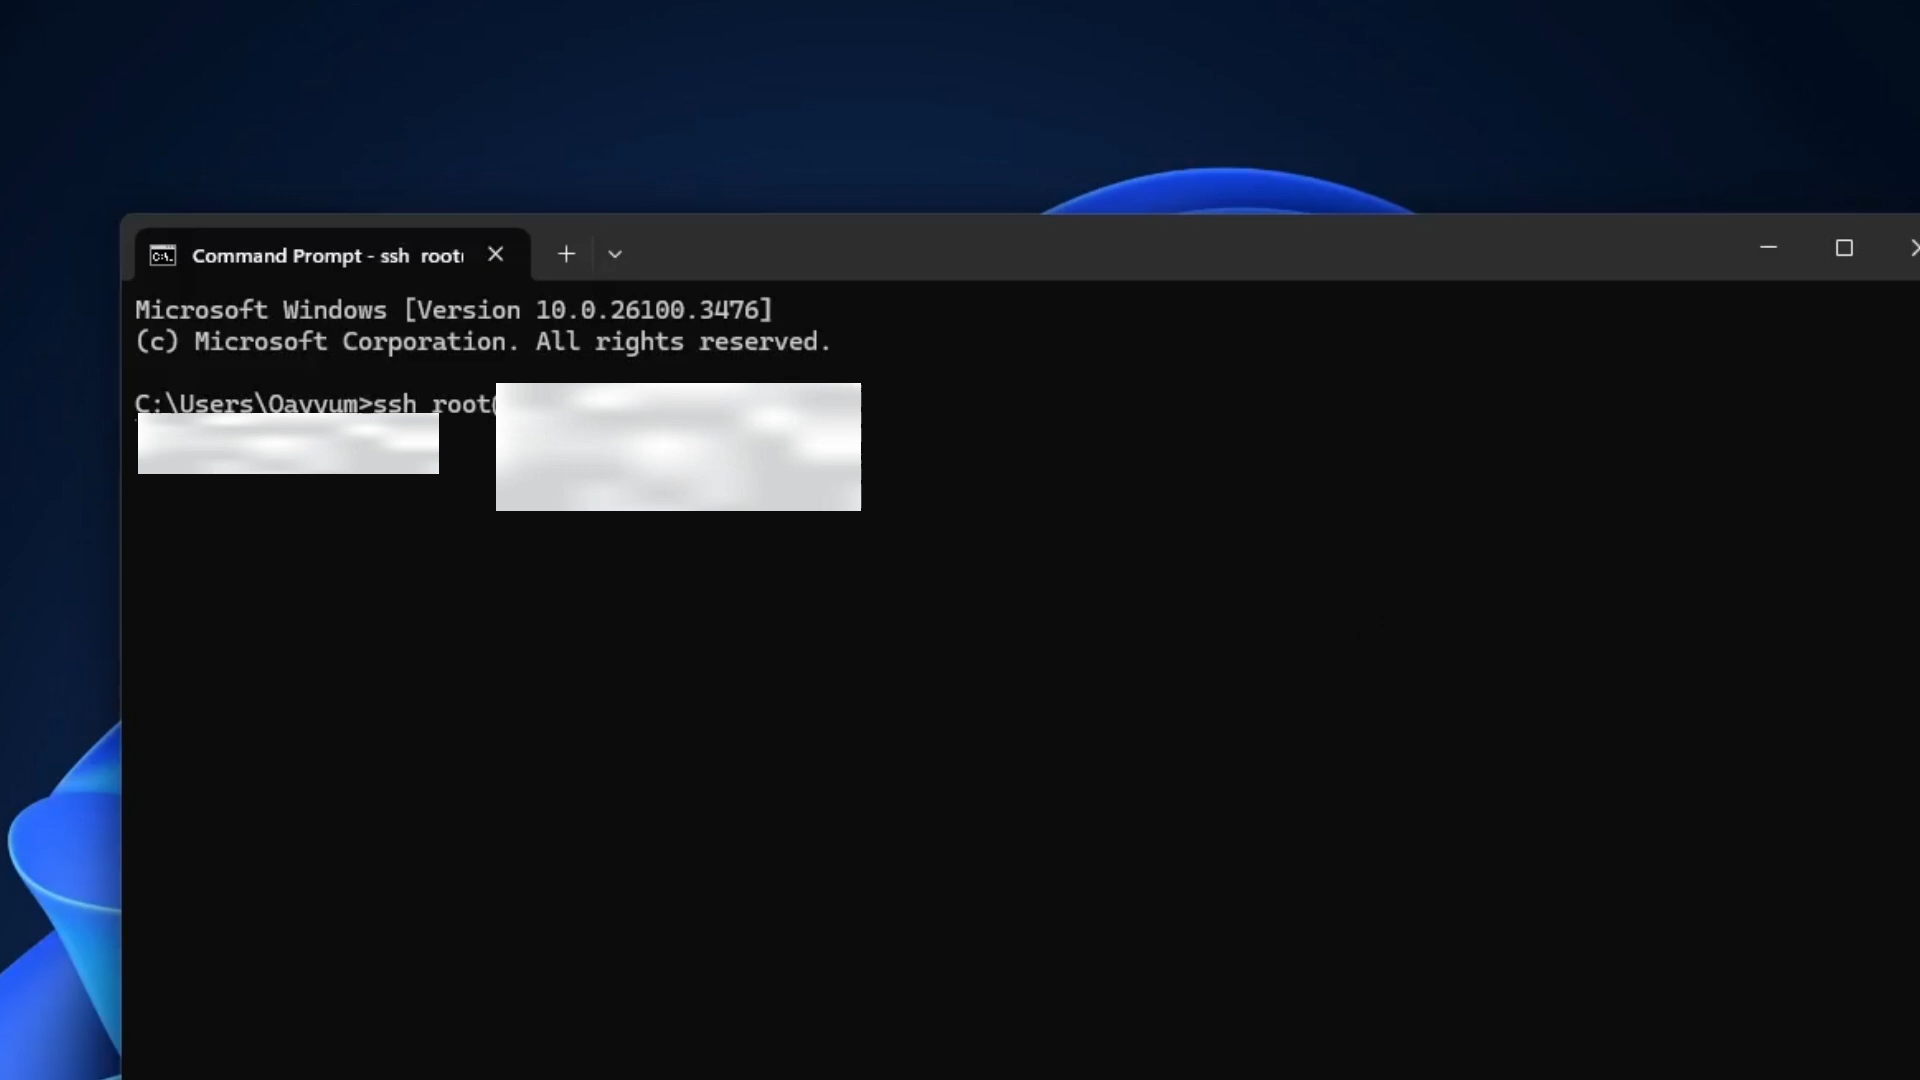 Command Prompt - ssh root
Microsoft Windows [Version 10.0.26100.3476]
(c) Microsoft Corporation. All rights reserved.
C:\Users\Qayyum>ssh root